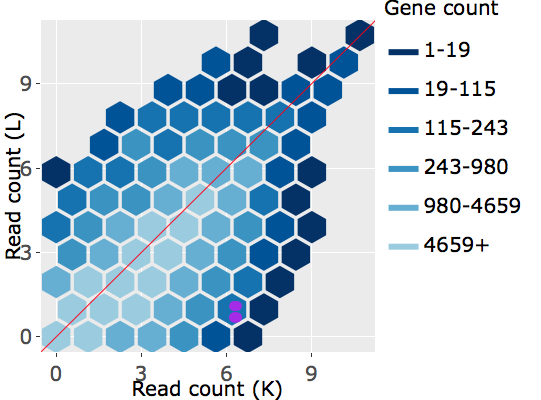 Gene count
1-19
19-115
115-243
243-980
980-4659
4659+
Read count (L)
9
6
3
0
0 3 6 9
Read count (K)